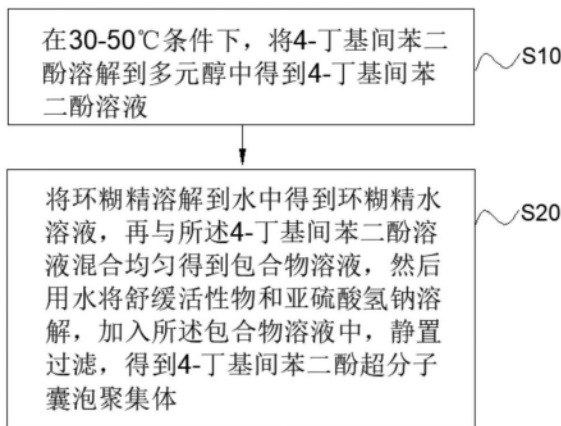 在30-50℃条件下，将4-丁基间苯二
酚溶解到多元醇中得到4-丁基间苯
二酚溶液
S10
将环糊精溶解到水中得到环糊精水
溶液，再与所述4-丁基间苯二酚溶
液混合均匀得到包合物溶液，然后
用水将舒缓活性物和亚硫酸氢钠溶
解，加入所述包合物溶液中，静置
过滤，得到4-丁基间苯二酚超分子
囊泡聚集体
S20